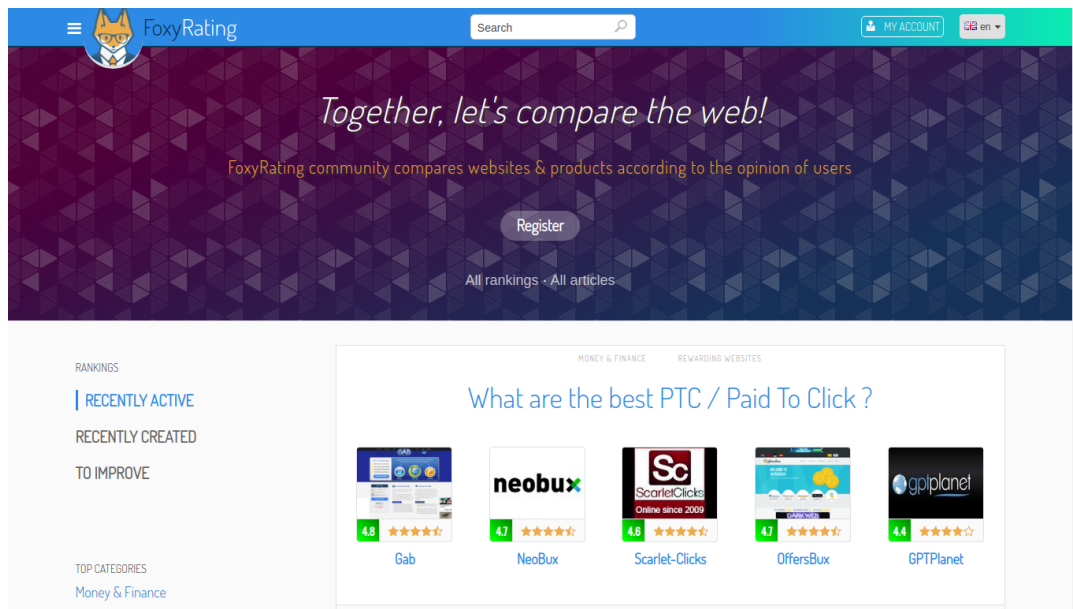 FoxyRating
Search
MY ACCOUNT
en
Together, let's compare the web!
FoxyRating community compares websites & products according to the opinion of users
Register
All rankings · All articles
RANKINGS
RECENTLY ACTIVE
RECENTLY CREATED
TO IMPROVE
TOP CATEGORIES
Money & Finance
MONEY & FINANCE REWARDING WEBSITES
What are the best PTC / Paid To Click ?
GAB
neobux
Sc
ScarletClicks
Online since 2009
gptplanet
DARKWEB
4.8 4.7 4.6 4.7 4.4
Gab NeoBux Scarlet-Clicks OffersBux GPTPlanet